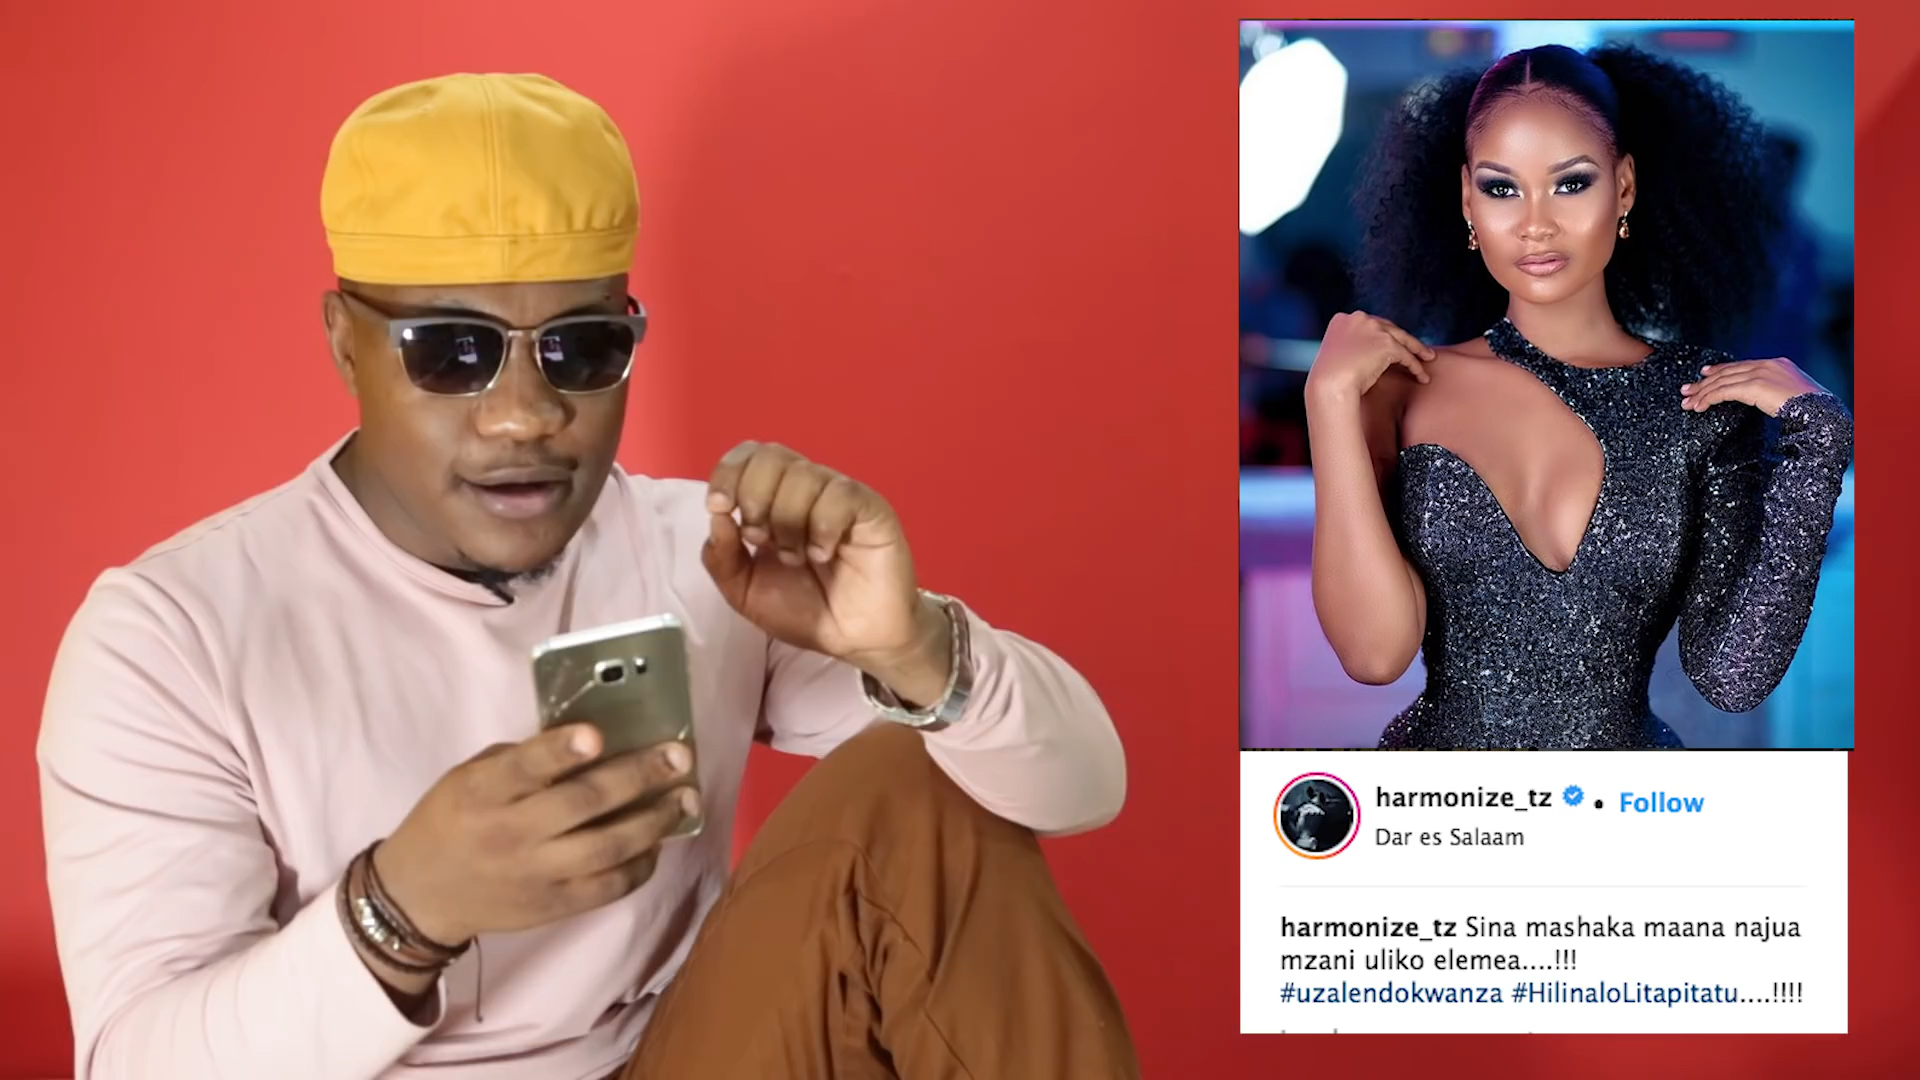 harmonize_tz • Follow
Dar es Salaam
harmonize_tz Sina mashaka maana najua
mzani uliko elemea....!!!
#uzalendokwanza #HilinaloLitapitatu....!!!!